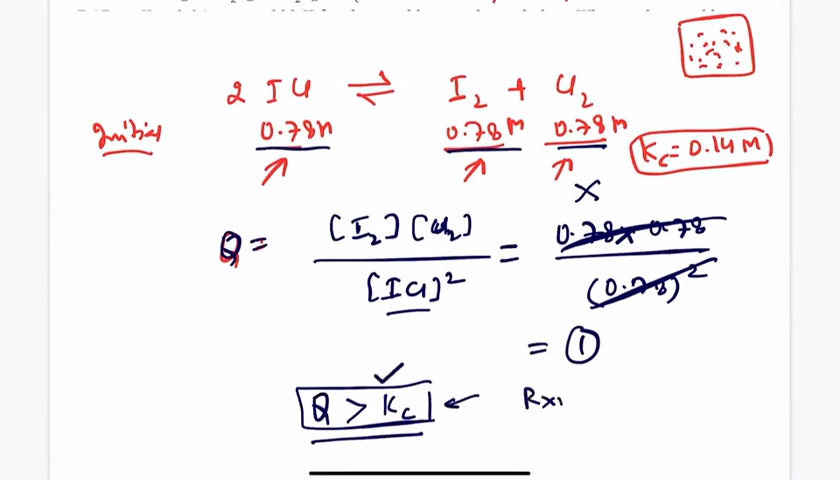 2 ICl ⇌ I₂ + Cl₂
Initial 0.78M 0.78M 0.78M Kc = 0.14 M
Q = [I₂][Cl₂] / [ICl]² = 0.78 x 0.78 / (0.78)²
= 1
Q > Kc ← Rxn